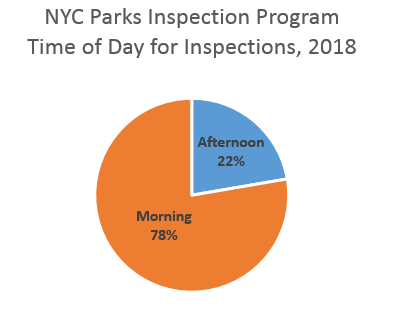 NYC Parks Inspection Program
Time of Day for Inspections, 2018
Afternoon
22%
Morning
78%